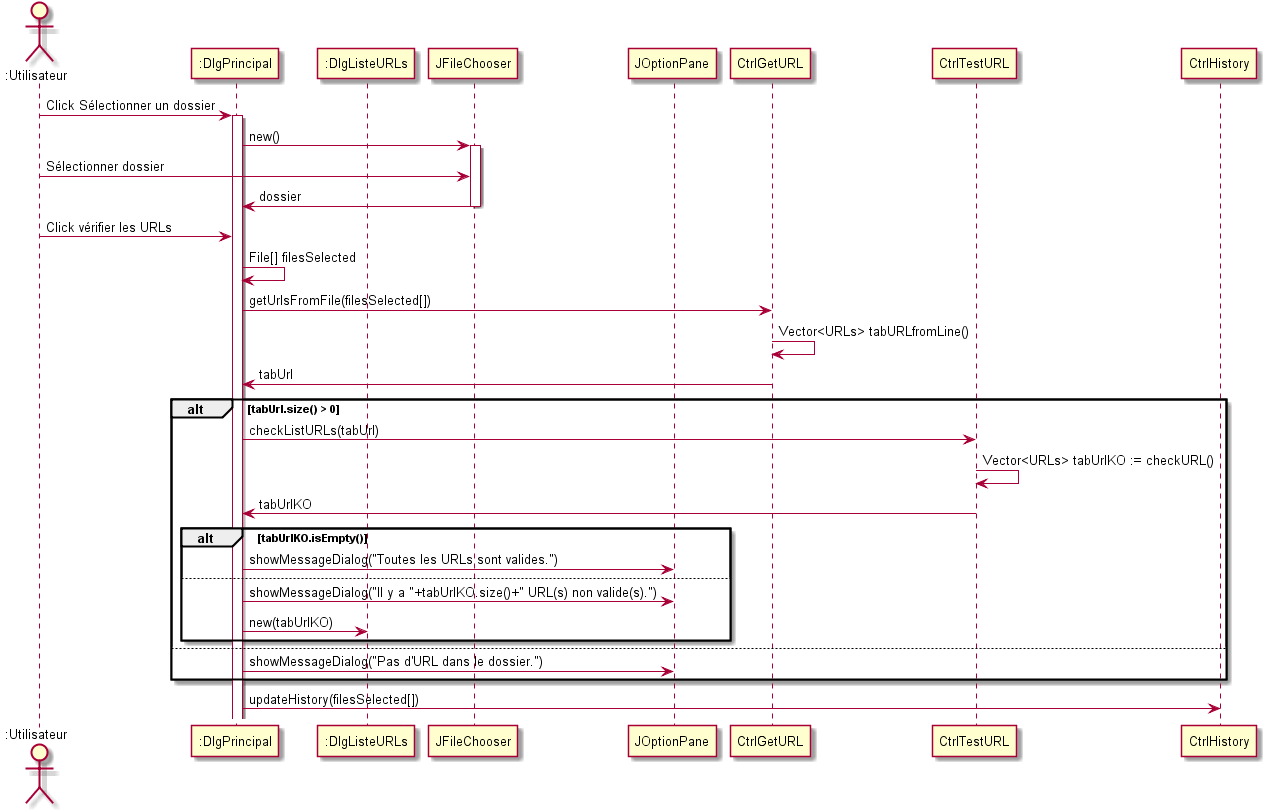 :Utilisateur
:DlgPrincipal
:DlgListeURLs
JFileChooser
JOptionPane
CtrlGetURL
CtrlTestURL
CtrlHistory
Click Sélectionner un dossier
new()
Sélectionner dossier
dossier
Click vérifier les URLs
File[] filesSelected
getUrlsFromFile(filesSelected[])
Vector<URLs> tabURLfromLine()
tabUrl
alt [tabUrl.size() > 0]
checkListURLs(tabUrl)
Vector<URLs> tabUrlKO := checkURL()
tabUrlKO
alt [tabUrlKO.isEmpty()]
showMessageDialog("Toutes les URLs sont valides.")
showMessageDialog("Il y a "+tabUrlKO.size()+" URL(s) non valide(s).")
new(tabUrlKO)
showMessageDialog("Pas d'URL dans le dossier.")
updateHistory(filesSelected[])
:Utilisateur
:DlgPrincipal
:DlgListeURLs
JFileChooser
JOptionPane
CtrlGetURL
CtrlTestURL
CtrlHistory